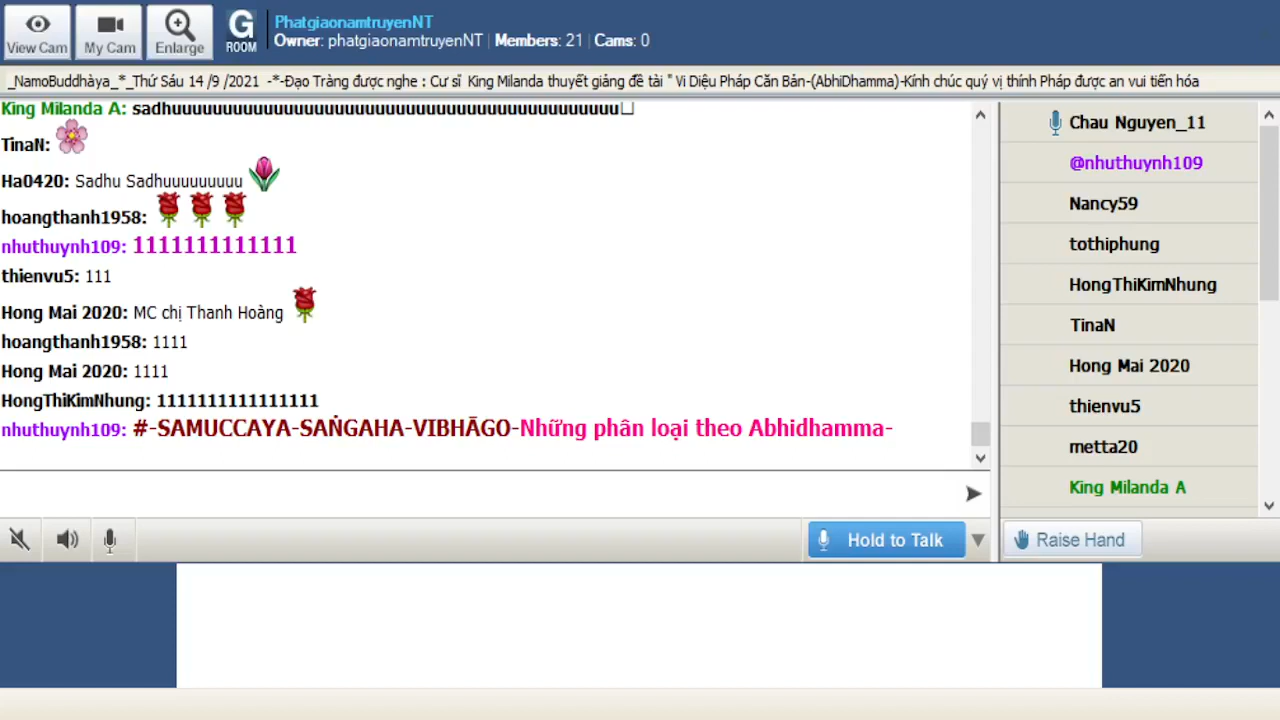 View Cam
My Cam
Enlarge
G
ROOM
PhatgiaonamtruyenNT
Owner: phatgiaonamtruyenNT | Members: 21 | Cams: 0
_NamoBuddhàya_*_Thứ Sáu 14 /9 /2021 -*-Đạo Tràng được nghe : Cư sĩ King Milanda thuyết giảng đề tài " Vi Diệu Pháp Căn Bản-(AbhiDhamma)-Kính chúc quý vị thính Pháp được an vui tiến hóa
King Milanda A: sadhuuuuuuuuuuuuuuuuuuuuuuuuuuuuuuuuuuuuuuuuuuuuuuuuuu
TinaN:
Ha0420: Sadhu Sadhuuuuuuuuu
hoangthanh1958:
nhuthuynh109: 1111111111111
thienvu5: 111
Hong Mai 2020: MC chị Thanh Hoàng
hoangthanh1958: 1111
Hong Mai 2020: 1111
HongThiKimNhung: 1111111111111111
nhuthuynh109: #-SAMUCCAYA-SAṄGAHA-VIBHĀGO-Những phân loại theo Abhidhamma-
Chau Nguyen_11
@nhuthuynh109
Nancy59
tothiphung
HongThiKimNhung
TinaN
Hong Mai 2020
thienvu5
metta20
King Milanda A
Hold to Talk
Raise Hand